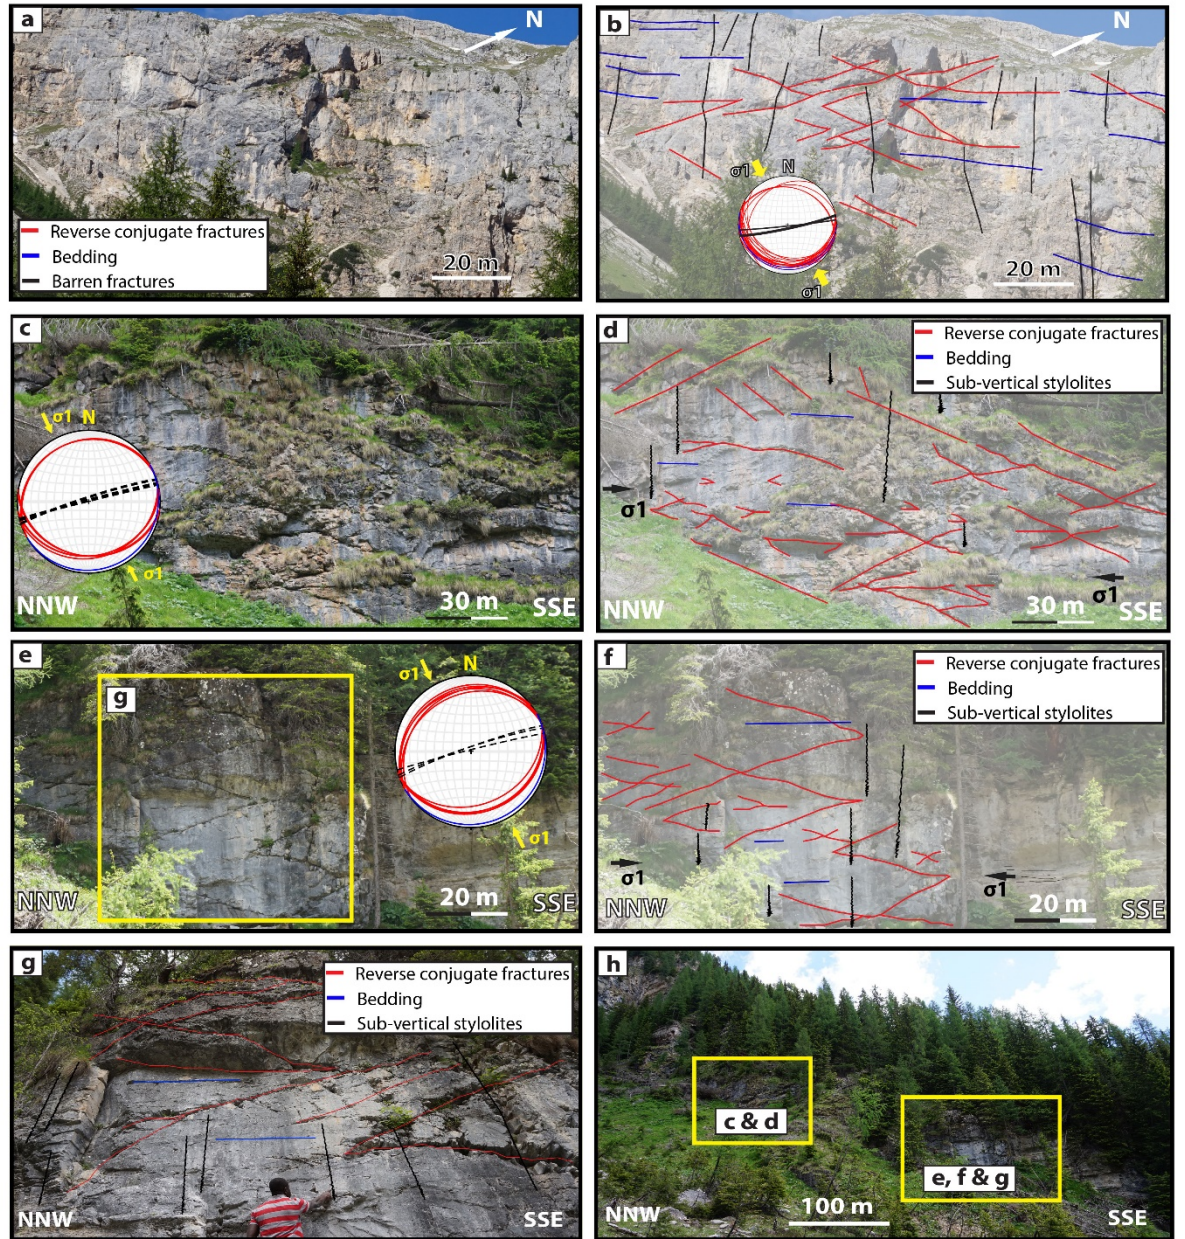 a
N
Reverse conjugate fractures
Bedding
Barren fractures
20 m
b
N
σ1
N
σ1
20 m
c
σ1 N
σ1
NNW
30 m
SSE
d
Reverse conjugate fractures
Bedding
Sub-vertical stylolites
σ1
σ1
NNW
30 m
SSE
e
g
σ1
N
σ1
NNW
20 m
SSE
f
Reverse conjugate fractures
Bedding
Sub-vertical stylolites
σ1
σ1
NNW
20 m
SSE
g
Reverse conjugate fractures
Bedding
Sub-vertical stylolites
NNW
SSE
h
c & d
e, f & g
NNW
100 m
SSE